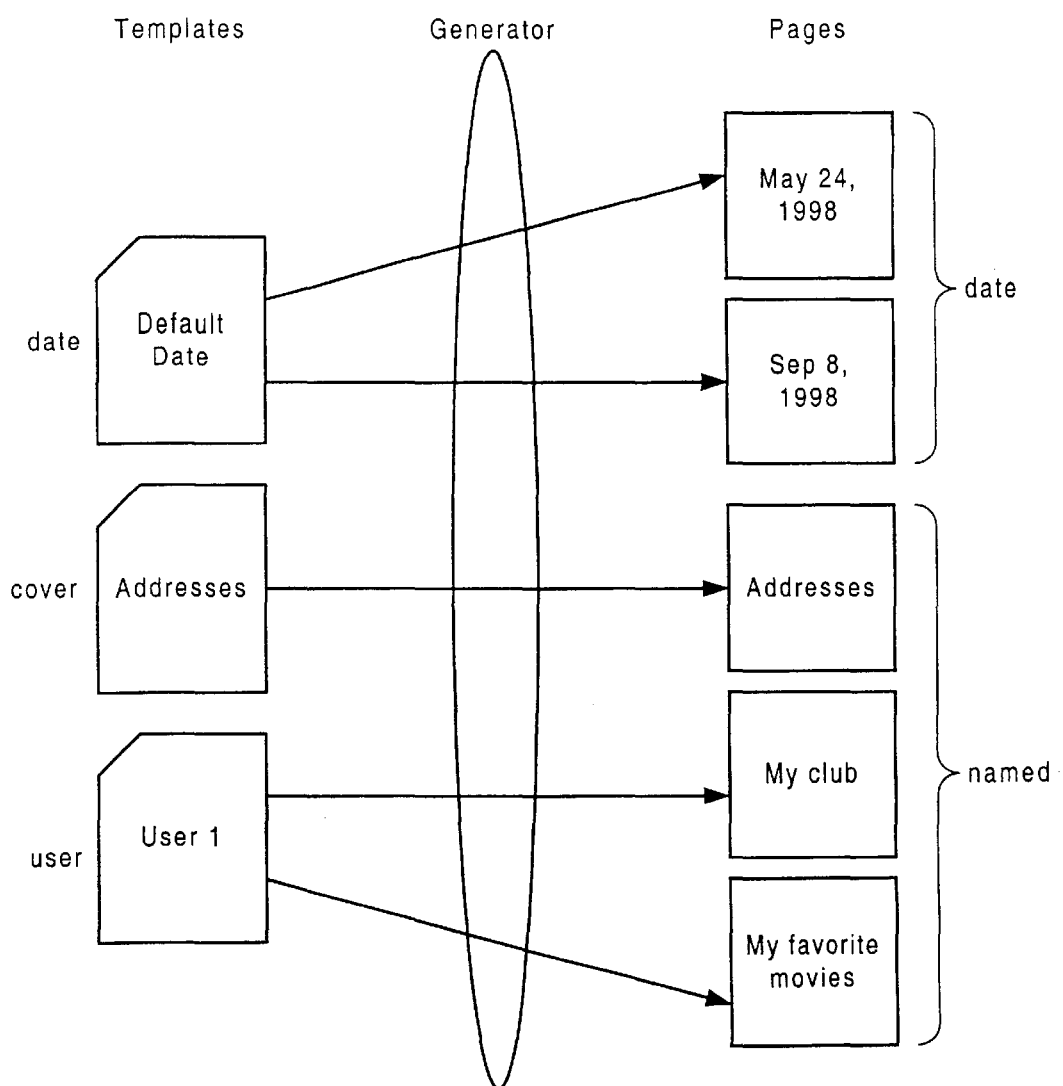 Templates
Generator
Pages
May 24,
1998
date
Default
Date
date
Sep 8,
1998
cover
Addresses
Addresses
My club
named
user
User 1
My favorite
movies